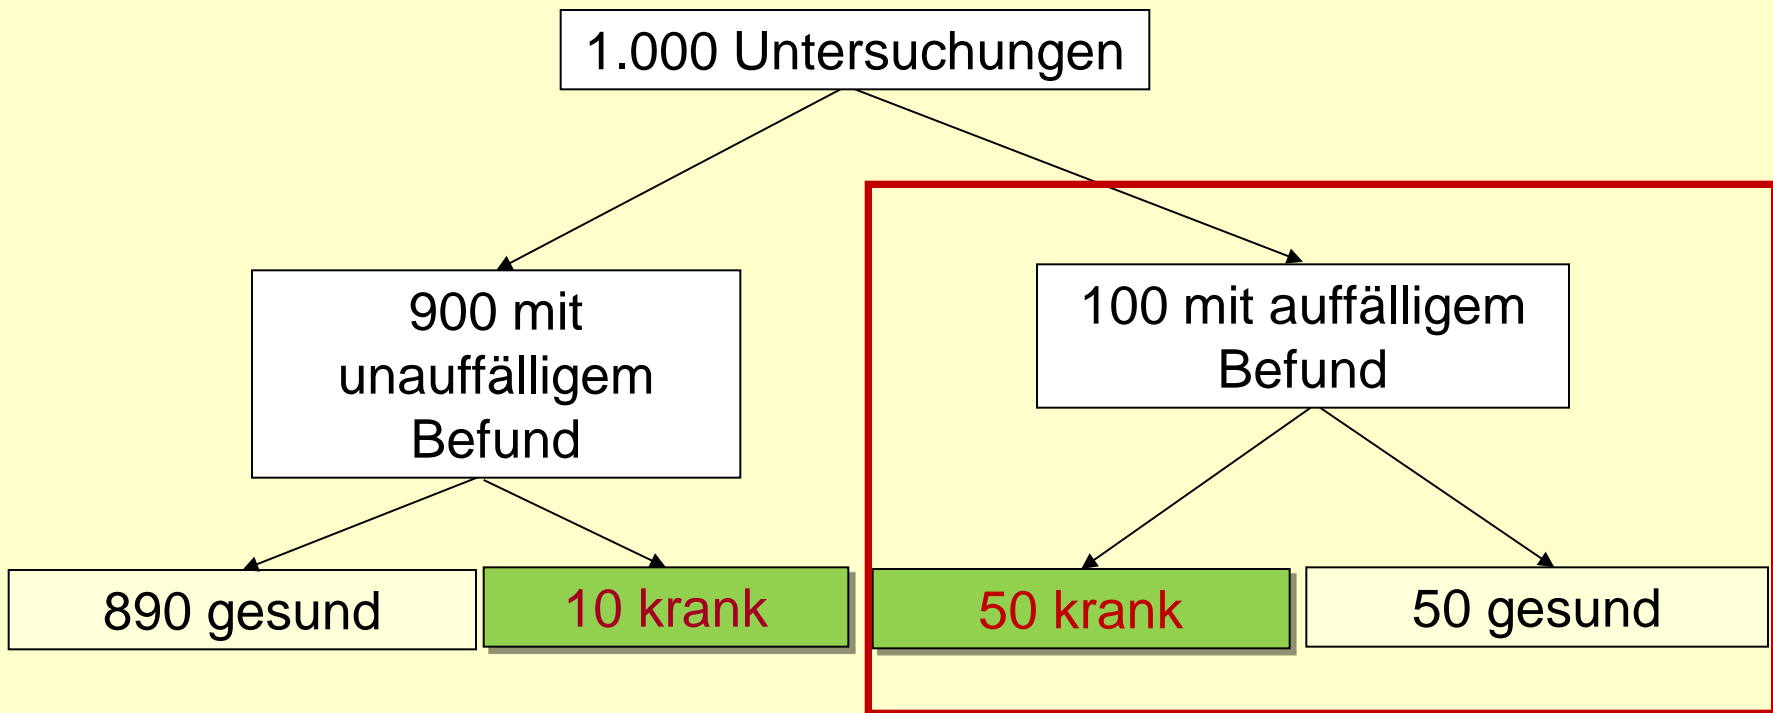 1.000 Untersuchungen
900 mit
unauffälligem
Befund
100 mit auffälligem
Befund
890 gesund
10 krank
50 krank
50 gesund